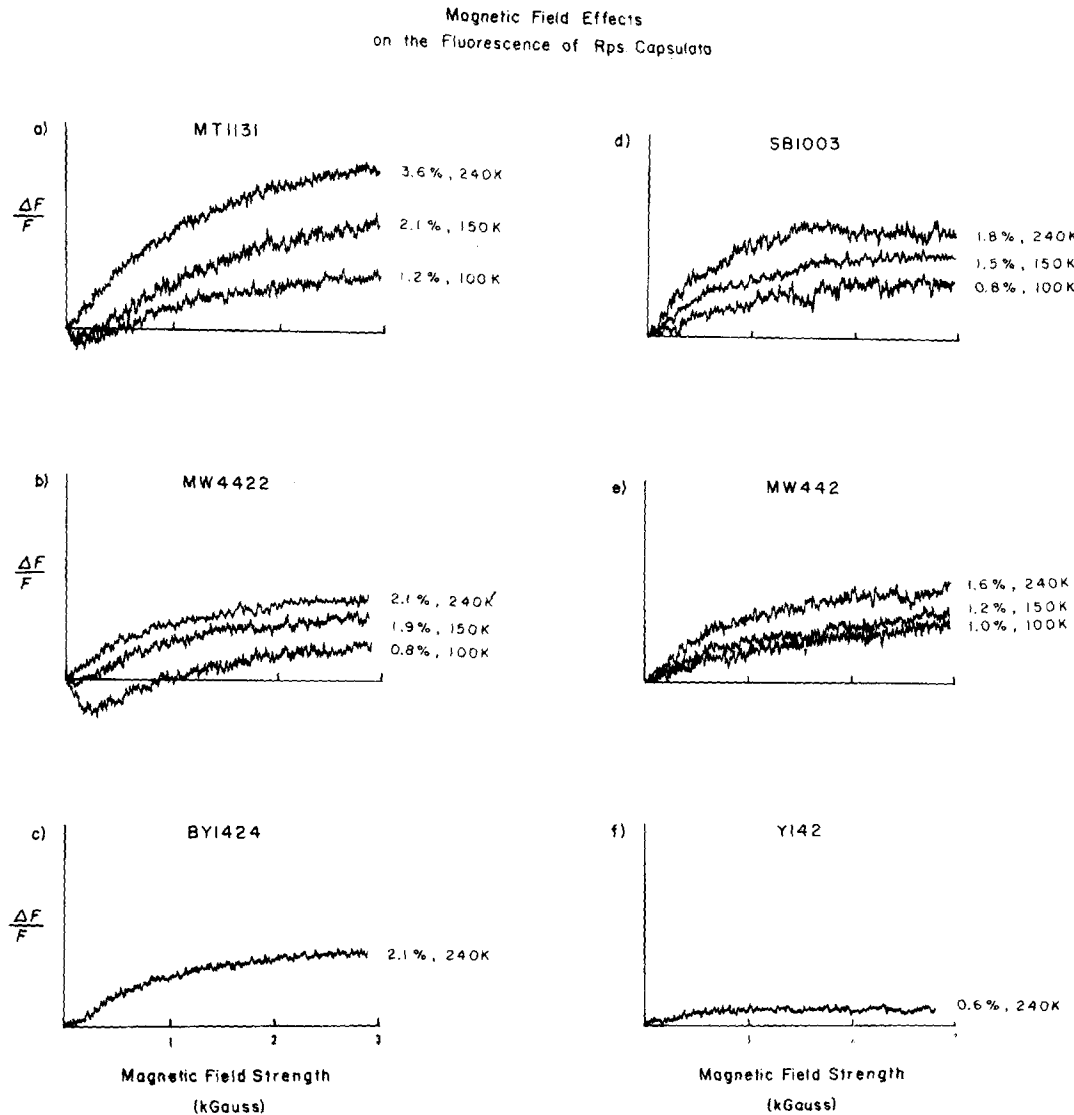 Magnetic Field Effects
on the Fluorescence of Rps Capsulata
a)
MT1131
ΔF
F
3.6%, 240K
2.1%, 150K
1.2%, 100K
d)
SB1003
1.8%, 240K
1.5%, 150K
0.8%, 100K
b)
MW4422
ΔF
F
2.1%, 240K
1.9%, 150K
0.8%, 100K
e)
MW442
1.6%, 240K
1.2%, 150K
1.0%, 100K
c)
BY1424
ΔF
F
2.1%, 240K
1 2 3
Magnetic Field Strength
(kGauss)
f)
Y142
0.6%, 240K
Magnetic Field Strength
(kGauss)